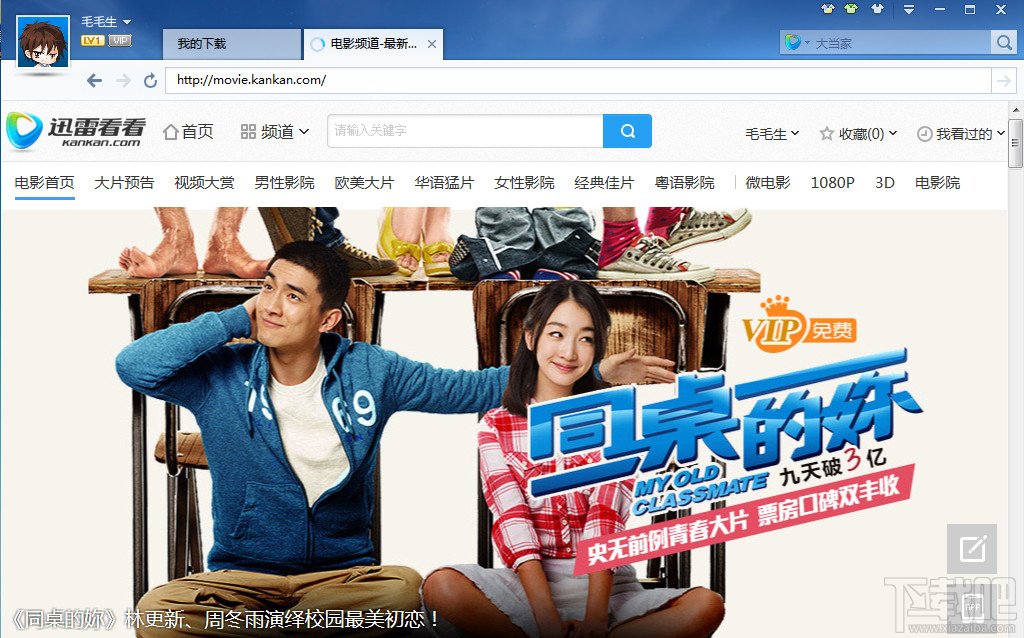 毛毛生
LV1 VIP
我的下载
电影频道-最新...
大当家
http://movie.kankan.com/
迅雷看看
kankan.com
首页
频道
请输入关键字
毛毛生
收藏(0)
我看过的
电影首页 大片预告 视频大赏 男性影院 欧美大片 华语猛片 女性影院 经典佳片 粤语影院 微电影 1080P 3D 电影院
69
VIP免费
同桌的妳
MY OLD
CLASSMATE
九天破3亿
史无前例青春大片 票房口碑双丰收
《同桌的妳》林更新、周冬雨演绎校园最美初恋！
APP
下载吧
www.xiazaiba.com